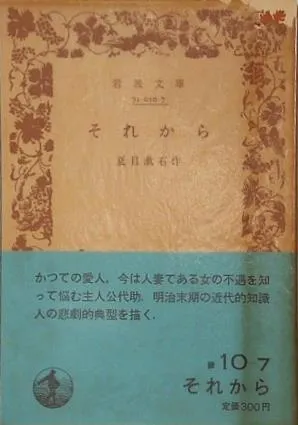 岩波文庫
31-010-7
それから
夏目漱石作
かつての愛人，今は人妻である女の不遇を知
って悩む主人公代助．明治末期の近代的知識
人の悲劇的典型を描く．
緑 10-7
それから
定価300円